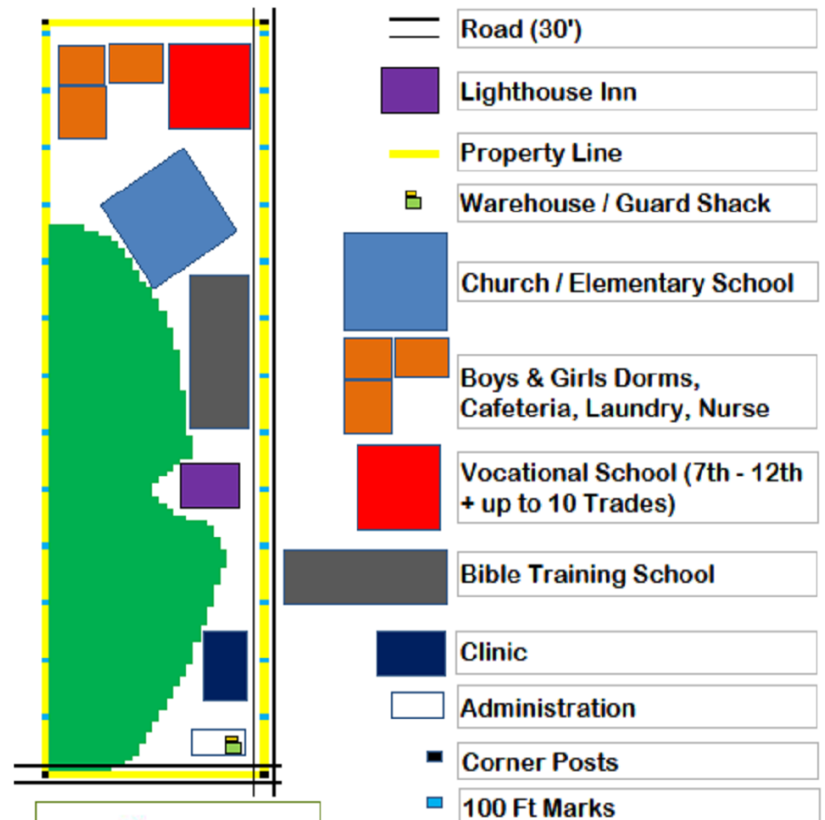 Road (30')
Lighthouse Inn
Property Line
Warehouse / Guard Shack
Church / Elementary School
Boys & Girls Dorms,
Cafeteria, Laundry, Nurse
Vocational School (7th - 12th
+ up to 10 Trades)
Bible Training School
Clinic
Administration
Corner Posts
100 Ft Marks